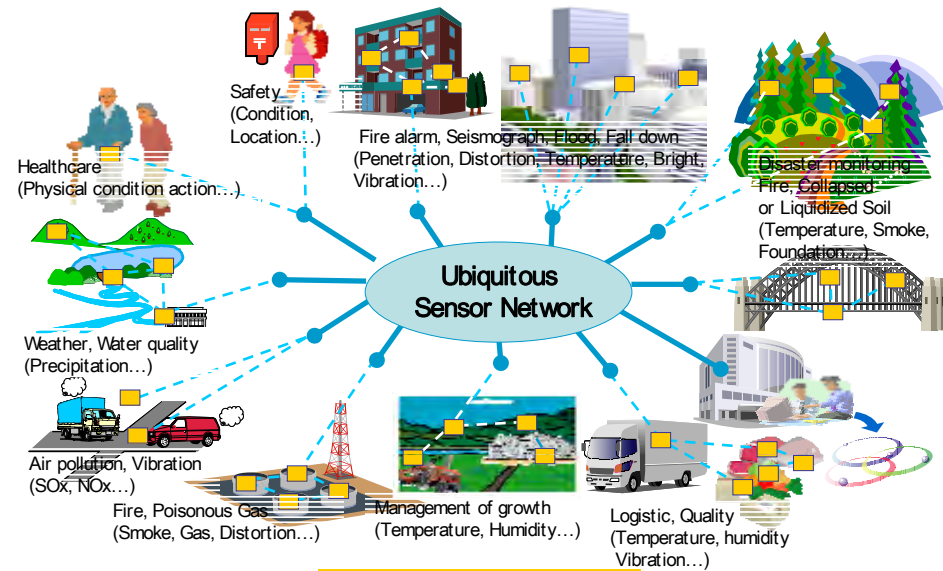 Safety
(Condition,
Location...)
Fire alarm, Seismograph, Flood, Fall down
(Penetration, Distortion, Temperature, Bright,
Vibration...)
Healthcare
(Physical condition action...)
Disaster monitoring
Fire, Collapsed
or Liquidized Soil
(Temperature, Smoke,
Foundation...)
Ubiquitous
Sensor Network
Weather, Water quality
(Precipitation...)
Air pollution, Vibration
(SOx, NOx...)
Fire, Poisonous Gas
(Smoke, Gas, Distortion...)
Management of growth
(Temperature, Humidity...)
Logistic, Quality
(Temperature, humidity
Vibration...)
〒